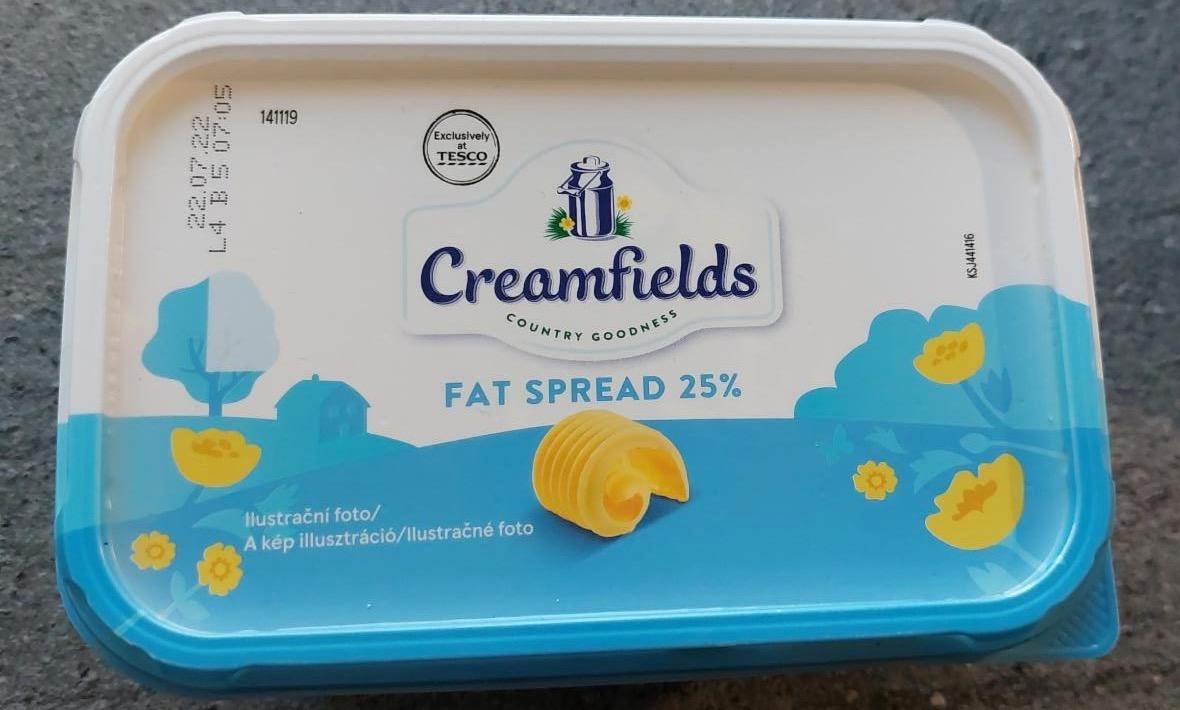 22.07.22
L4 B 5 07:05
141119
Exclusively
at
TESCO
Creamfields
COUNTRY GOODNESS
FAT SPREAD 25%
KSJ441416
Ilustrační foto/
A kép illusztráció/Ilustračné foto